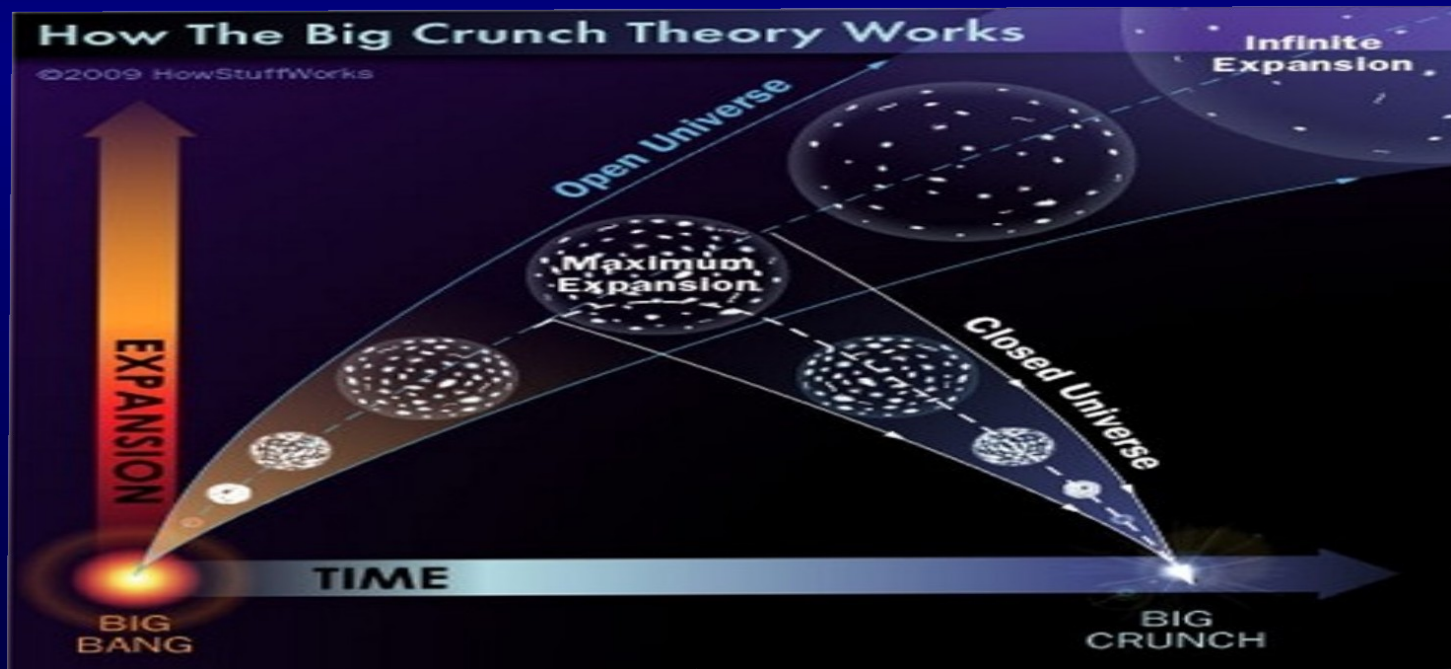 How The Big Crunch Theory Works
©2009 HowStuffWorks
Infinite
Expansion
Open Universe
Maximum
Expansion
Closed Universe
EXPANSION
TIME
BIG
BANG
BIG
CRUNCH